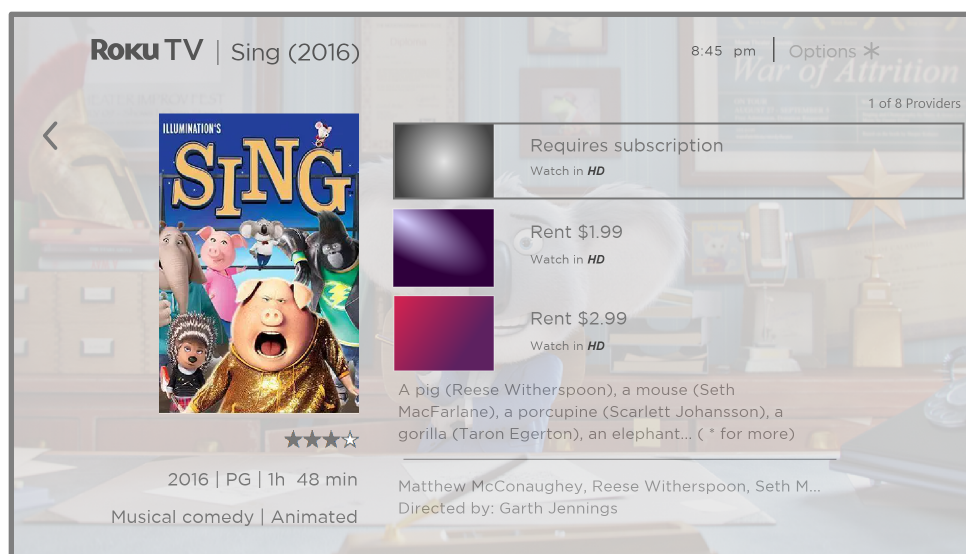 Roku TV | Sing (2016)
8:45 pm | Options *
War of Attrition
1 of 8 Providers
ILLUMINATION'S
SING
Requires subscription
Watch in HD
Rent $1.99
Watch in HD
Rent $2.99
Watch in HD
A pig (Reese Witherspoon), a mouse (Seth
MacFarlane), a porcupine (Scarlett Johansson), a
gorilla (Taron Egerton), an elephant... ( * for more)
2016 | PG | 1h 48 min
Musical comedy | Animated
Matthew McConaughey, Reese Witherspoon, Seth M...
Directed by: Garth Jennings